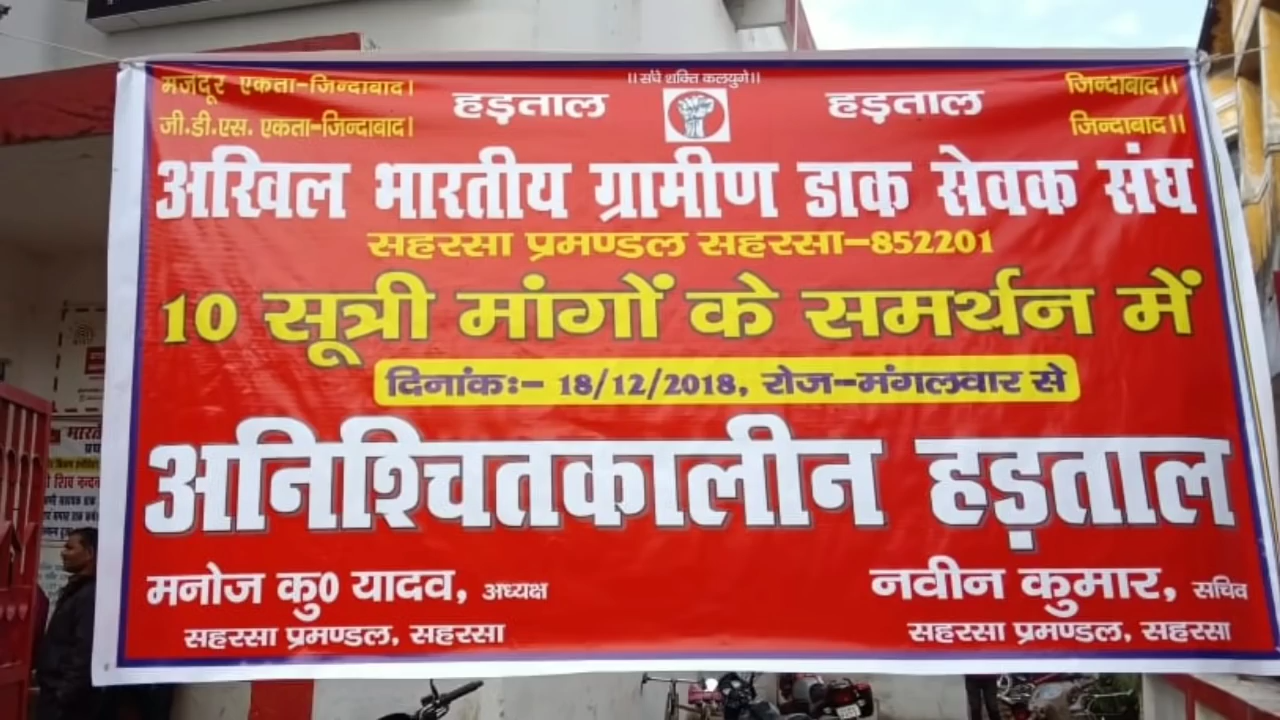 ।। संघे शक्ति कलयुगे ।।
मजदूर एकता-जिन्दाबाद। हड़ताल हड़ताल जिन्दाबाद।।
जी.डी.एस. एकता-जिन्दाबाद। जिन्दाबाद।।
अखिल भारतीय ग्रामीण डाक सेवक संघ
सहरसा प्रमण्डल सहरसा-852201
10 सूत्री मांगों के समर्थन में
दिनांकः- 18/12/2018, रोज-मंगलवार से
अनिश्चितकालीन हड़ताल
मनोज कु० यादव, अध्यक्ष
सहरसा प्रमण्डल, सहरसा
नवीन कुमार, सचिव
सहरसा प्रमण्डल, सहरसा